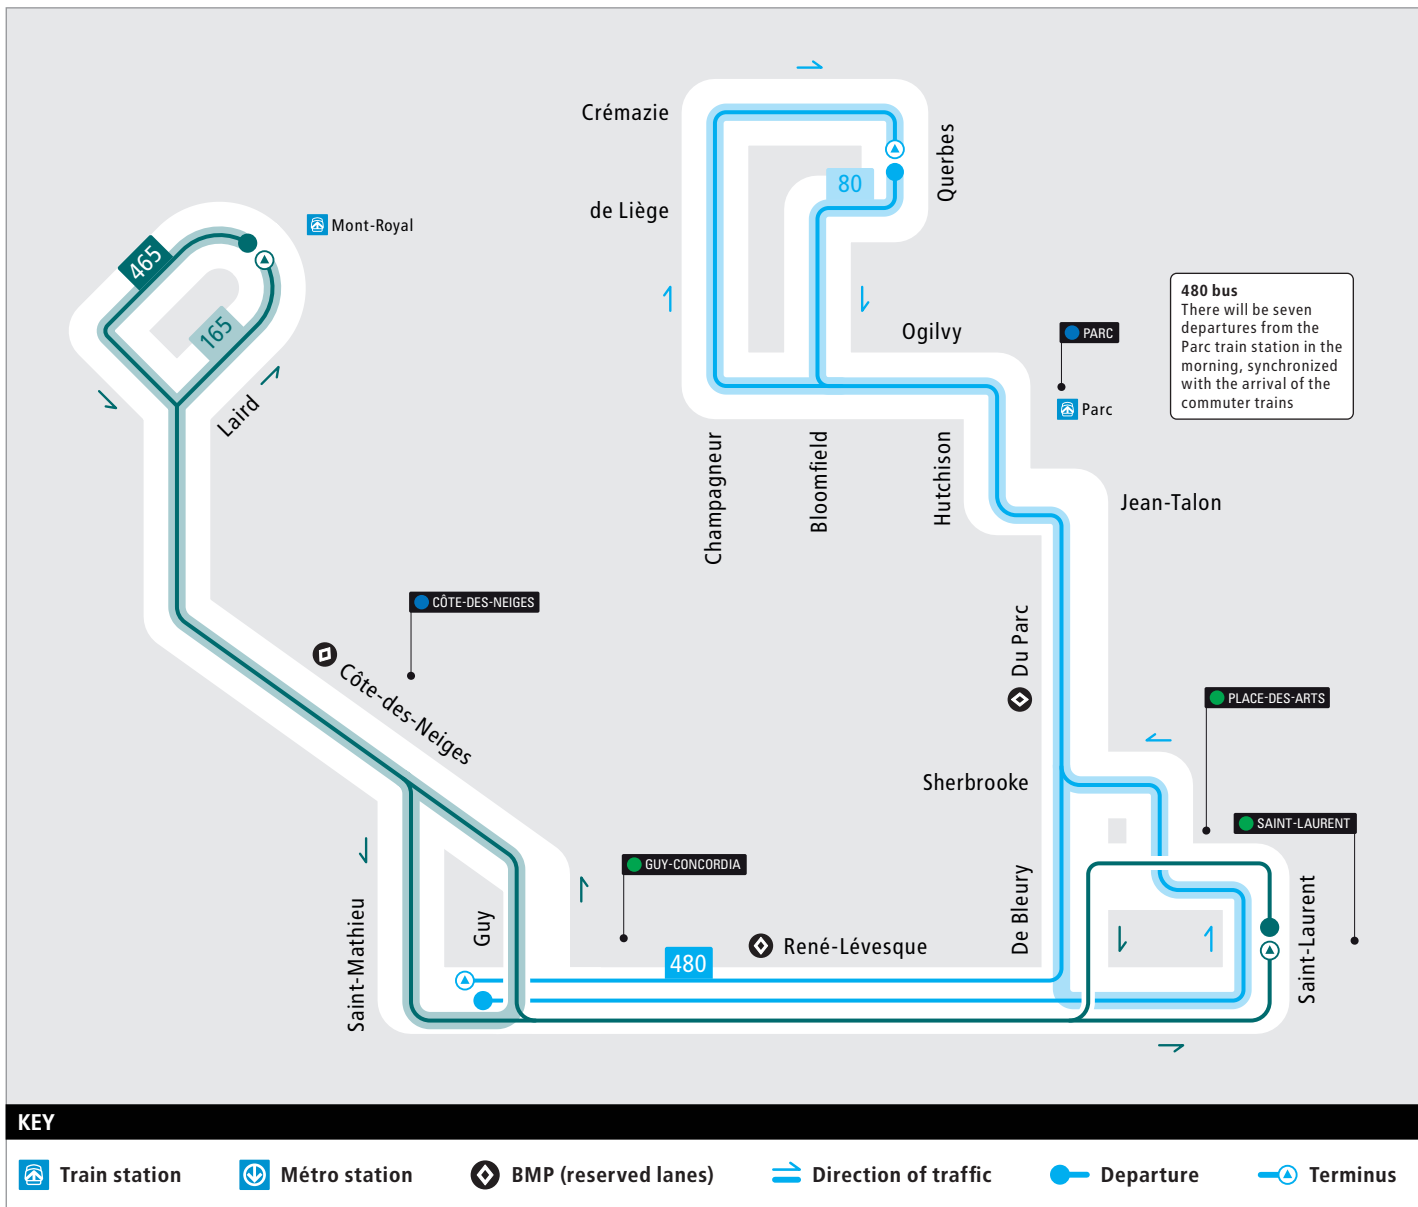 Crémazie
Querbes
80
de Liège
Mont-Royal
465
165
Laird
480 bus
There will be seven
departures from the
Parc train station in the
morning, synchronized
with the arrival of the
commuter trains
Ogilvy
PARC
Parc
Champagneur
Bloomfield
Hutchison
Jean-Talon
CÔTE-DES-NEIGES
Côte-des-Neiges
Du Parc
PLACE-DES-ARTS
Sherbrooke
SAINT-LAURENT
GUY-CONCORDIA
Saint-Mathieu
Guy
480
René-Lévesque
De Bleury
Saint-Laurent
KEY
Train station
Métro station
BMP (reserved lanes)
Direction of traffic
Departure
Terminus